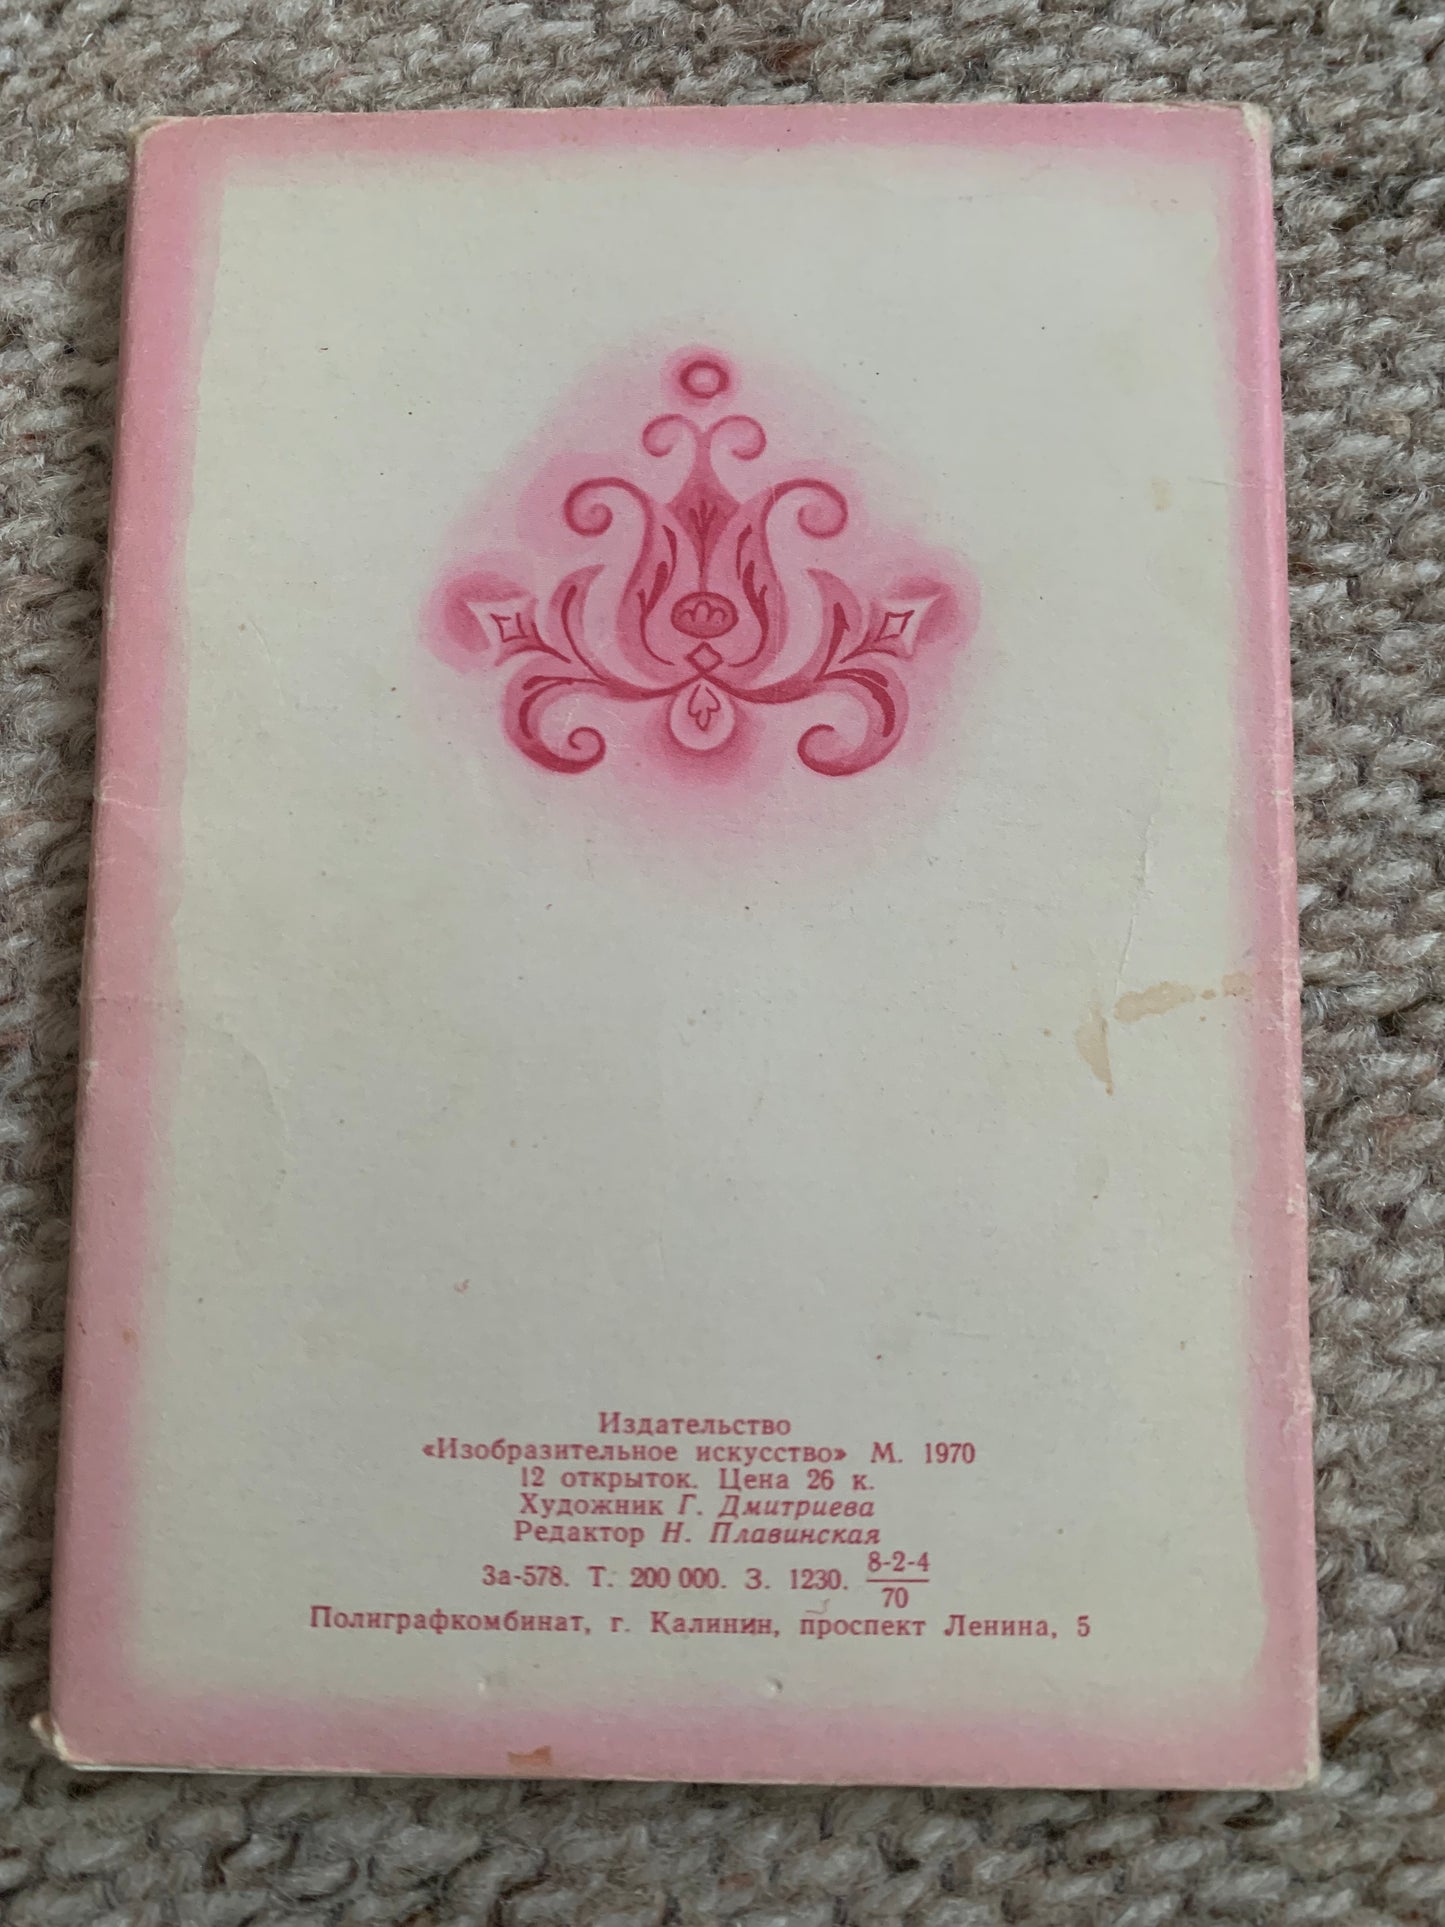 Издательство
«Изобразительное искусство» М. 1970
12 открыток. Цена 26 к.
Художник Г. Дмитриева
Редактор Н. Плавинская
За-578. Т. 200 000. З. 1230. 8-2-4/70
Полиграфкомбинат, г. Калинин, проспект Ленина, 5